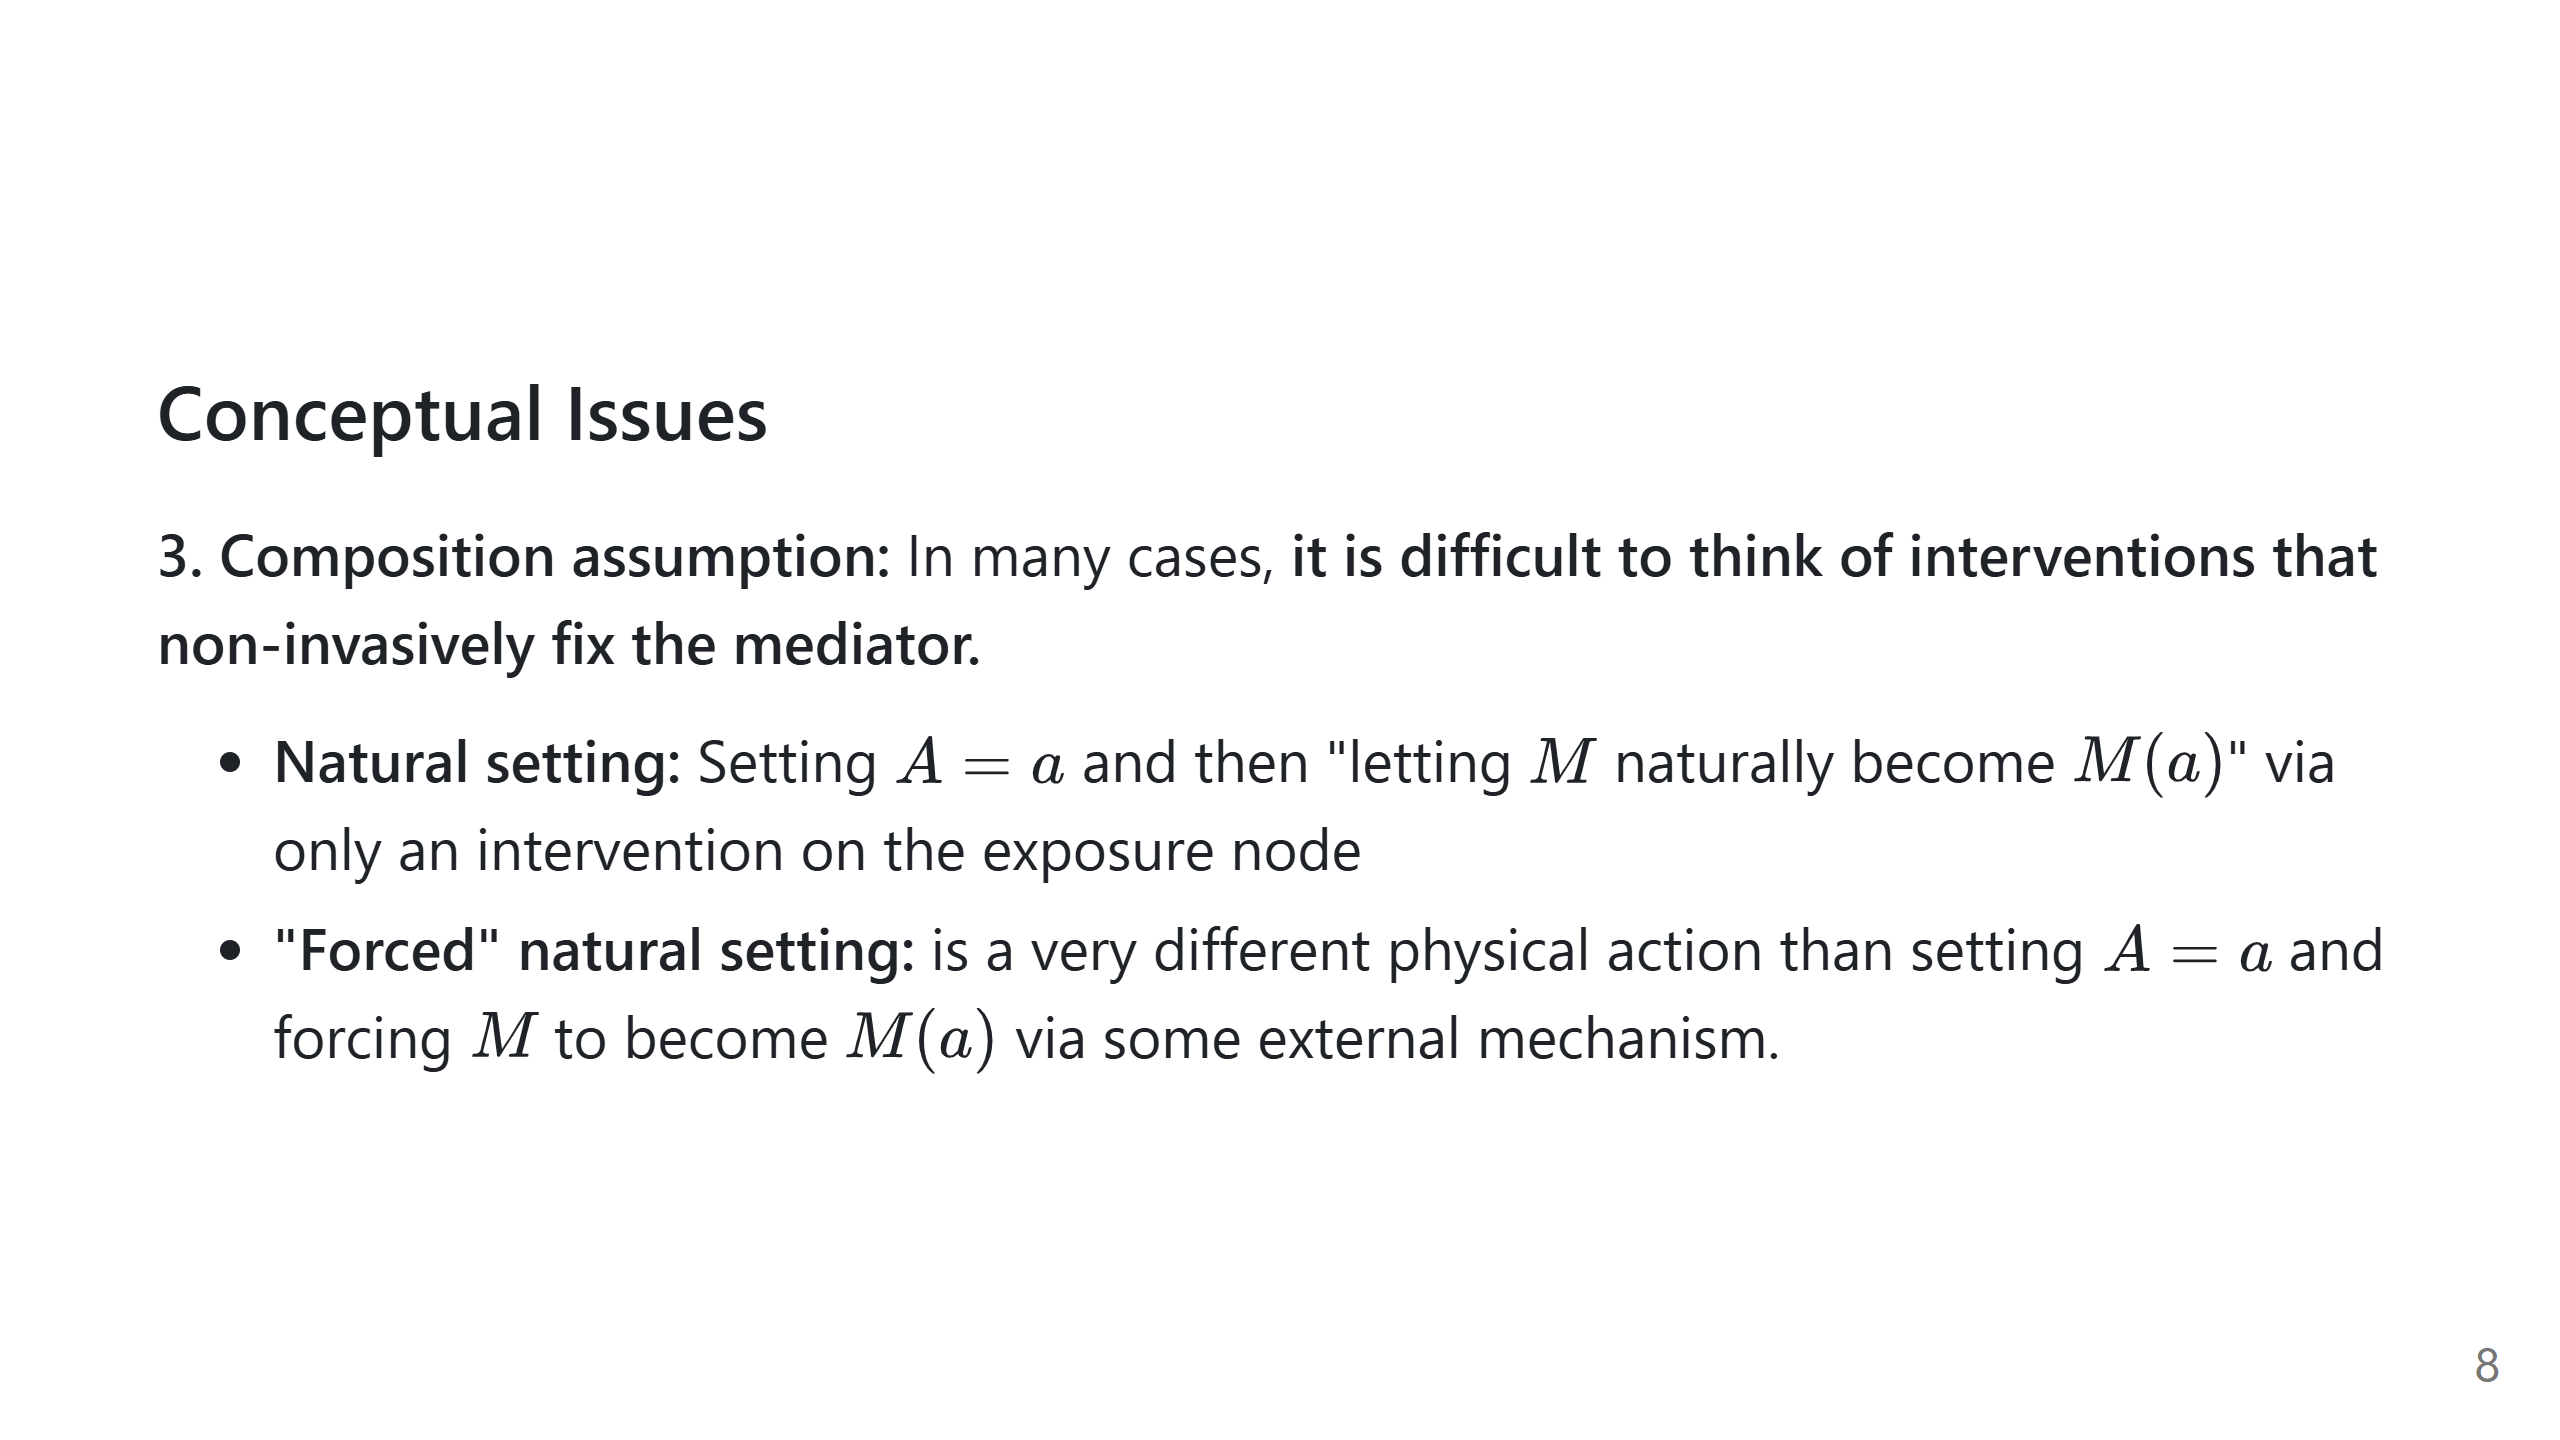 Conceptual Issues
3. Composition assumption: In many cases, it is difficult to think of interventions that
non-invasively fix the mediator.
• Natural setting: Setting A = a and then "letting M naturally become M(a)" via
only an intervention on the exposure node
• "Forced" natural setting: is a very different physical action than setting A = a and
forcing M to become M(a) via some external mechanism.
8